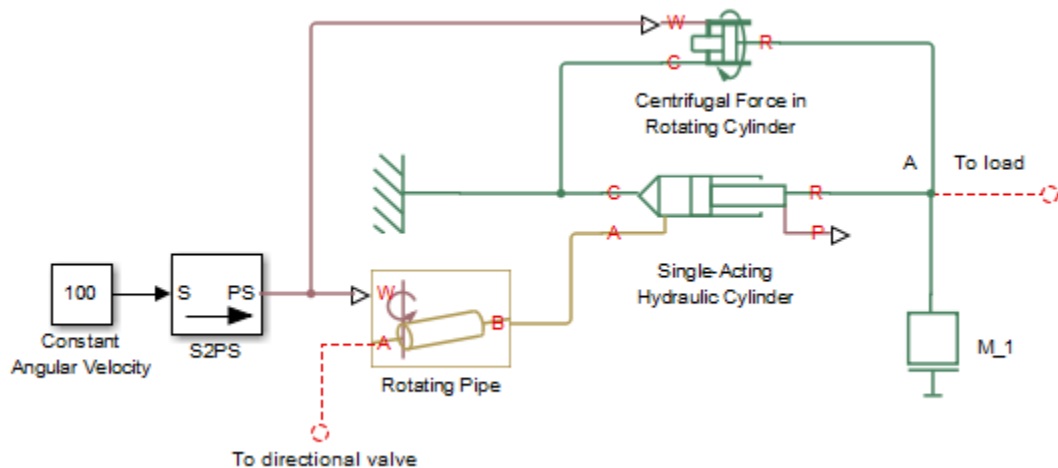 W
R
C
Centrifugal Force in
Rotating Cylinder
A
To load
C
R
A
P
Single-Acting
Hydraulic Cylinder
100
S PS
Constant
Angular Velocity
S2PS
W
A
B
Rotating Pipe
M_1
To directional valve